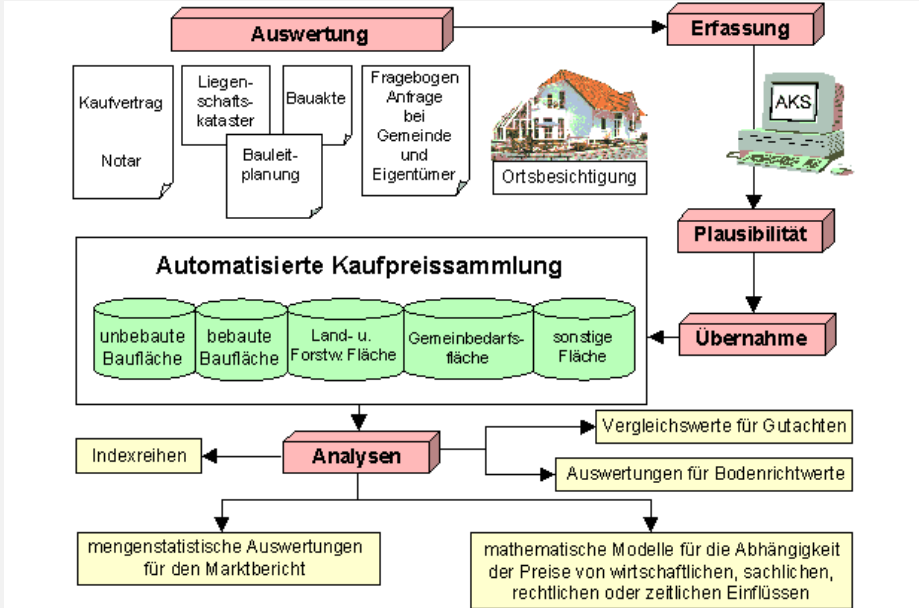 Auswertung
Erfassung
Kaufvertrag
Notar
Liegen-
schafts-
kataster
Bauakte
Bauleit-
planung
Fragebogen
Anfrage
bei
Gemeinde
und
Eigentümer
Ortsbesichtigung
AKS
Plausibilität
Übernahme
Automatisierte Kaufpreissammlung
unbebaute
Baufläche
bebaute
Baufläche
Land- u.
Forstw. Fläche
Gemeinbedarfs-
fläche
sonstige
Fläche
Analysen
Indexreihen
Vergleichswerte für Gutachten
Auswertungen für Bodenrichtwerte
mengenstatistische Auswertungen
für den Marktbericht
mathematische Modelle für die Abhängigkeit
der Preise von wirtschaftlichen, sachlichen,
rechtlichen oder zeitlichen Einflüssen